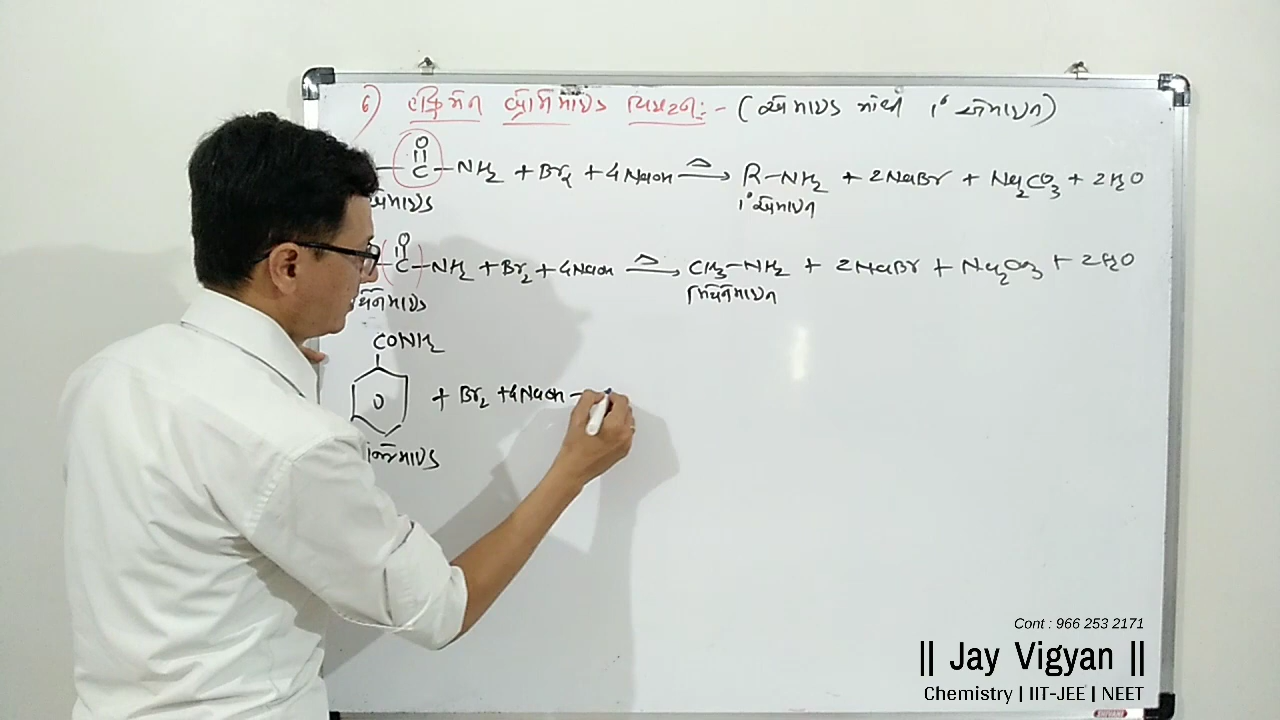 6) હોફમેન બ્રોમામાઇડ વિઘટન :- (એમાઇડ માંથી 1° એમાઇન)
O
||
-C-NH₂ + Br₂ + 4NaOH △→ R-NH₂ + 2NaBr + Na₂CO₃ + 2H₂O
એમાઇડ 1° એમાઇન
O
||
-C-NH₂ + Br₂ + 4NaOH △→ CH₃-NH₂ + 2NaBr + Na₂CO₃ + 2H₂O
મિથેનેમાઇન
CONH₂
+ Br₂ + 4NaOH -
Cont : 966 253 2171
|| Jay Vigyan ||
Chemistry | IIT-JEE | NEET